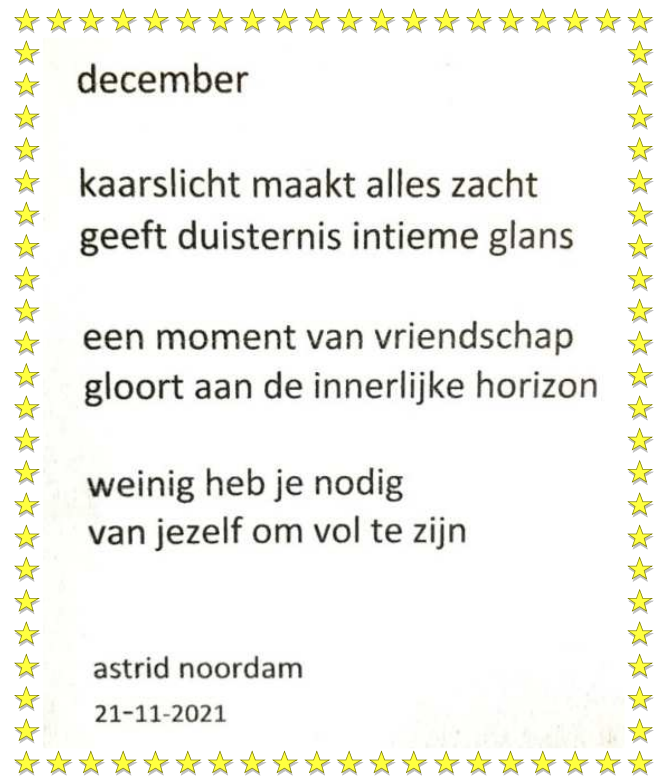 december
kaarslicht maakt alles zacht
geeft duisternis intieme glans
een moment van vriendschap
gloort aan de innerlijke horizon
weinig heb je nodig
van jezelf om vol te zijn
astrid noordam
21-11-2021